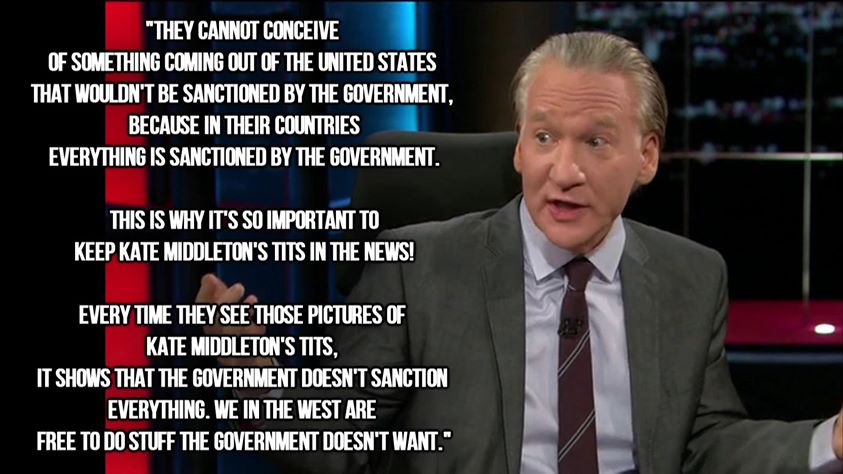 "THEY CANNOT CONCEIVE
OF SOMETHING COMING OUT OF THE UNITED STATES
THAT WOULDN'T BE SANCTIONED BY THE GOVERNMENT,
BECAUSE IN THEIR COUNTRIES
EVERYTHING IS SANCTIONED BY THE GOVERNMENT.
THIS IS WHY IT'S SO IMPORTANT TO
KEEP KATE MIDDLETON'S TITS IN THE NEWS!
EVERY TIME THEY SEE THOSE PICTURES OF
KATE MIDDLETON'S TITS,
IT SHOWS THAT THE GOVERNMENT DOESN'T SANCTION
EVERYTHING. WE IN THE WEST ARE
FREE TO DO STUFF THE GOVERNMENT DOESN'T WANT."